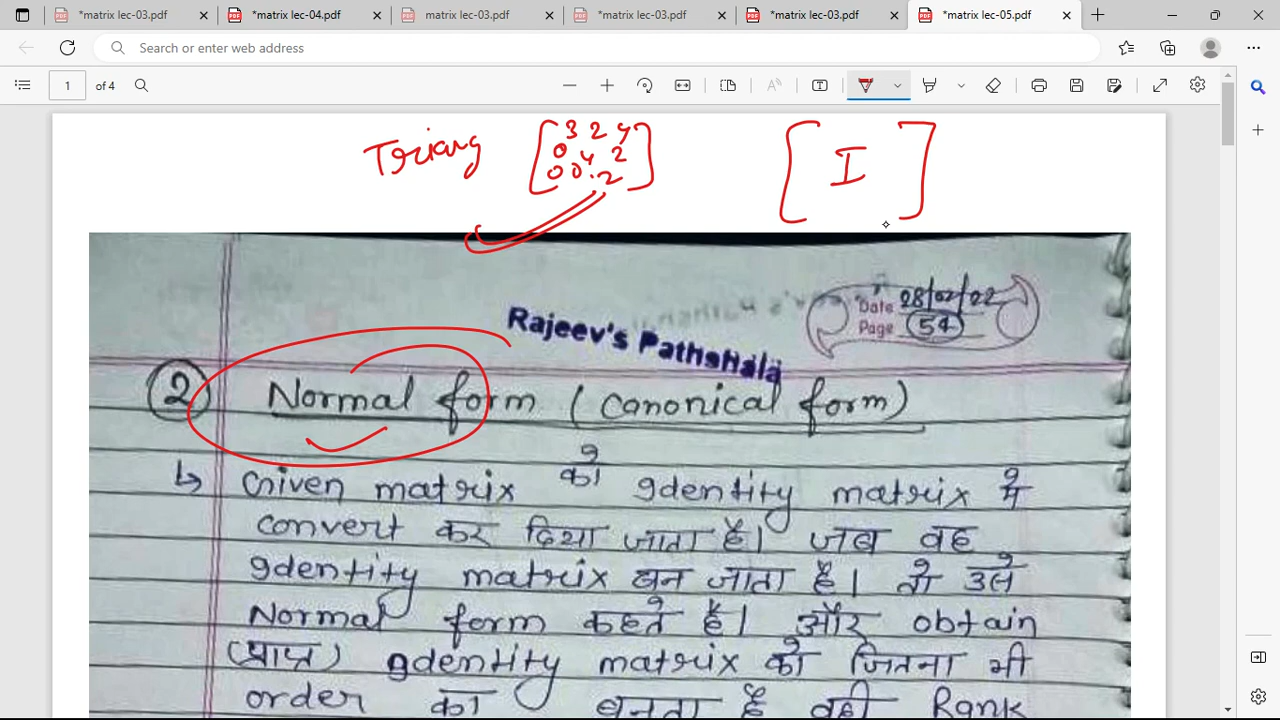 *matrix lec-03.pdf
*matrix lec-04.pdf
matrix lec-03.pdf
*matrix lec-03.pdf
*matrix lec-03.pdf
*matrix lec-05.pdf
Search or enter web address
1 of 4
Triang
3 2 4
0 4 2
0 0 2
I
Date 28/02/22
Page 54
Rajeev's Pathshala
2 Normal form (canonical form)
↳ Given matrix को Identity matrix में
convert कर दिया जाता है। जब वह
Identity matrix बन जाता है। तो उसे
Normal form कहते है। और obtain
(प्राप्त) Identity matrix को जितना भी
order का बनता है वही Rank